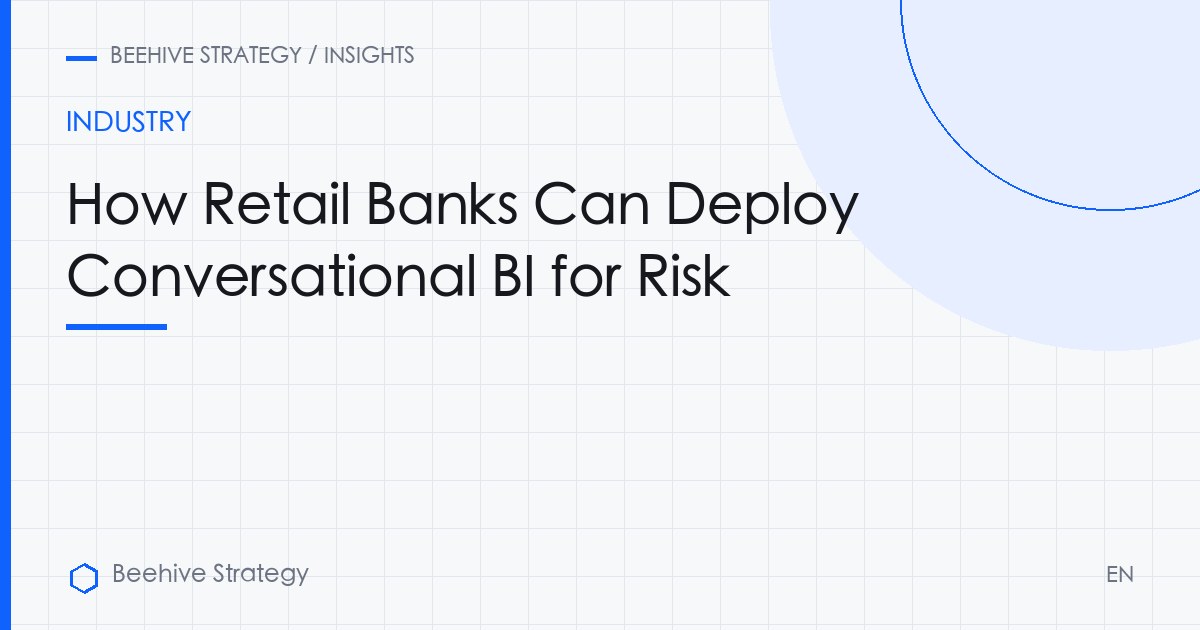 BEEHIVE STRATEGY / INSIGHTS
INDUSTRY
How Retail Banks Can Deploy
Conversational BI for Risk
Beehive Strategy
EN